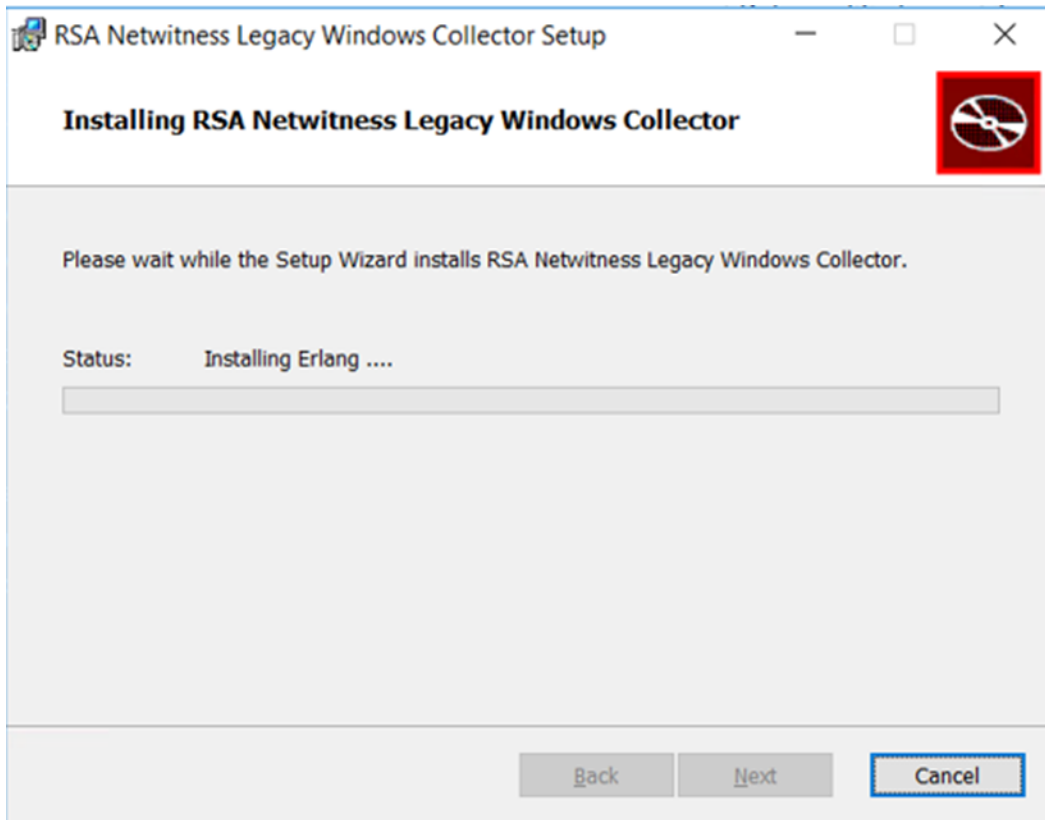 RSA Netwitness Legacy Windows Collector Setup
Installing RSA Netwitness Legacy Windows Collector
Please wait while the Setup Wizard installs RSA Netwitness Legacy Windows Collector.
Status: Installing Erlang ....
Back Next Cancel